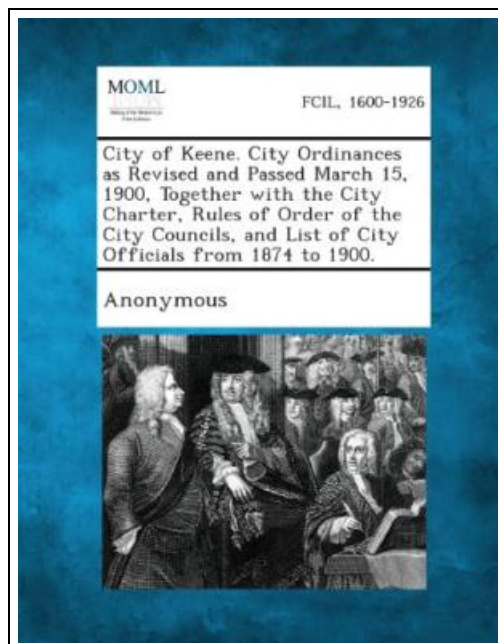 MOML
FCIL, 1600-1926
City of Keene. City Ordinances
as Revised and Passed March 15,
1900, Together with the City
Charter, Rules of Order of the
City Councils, and List of City
Officials from 1874 to 1900.
Anonymous